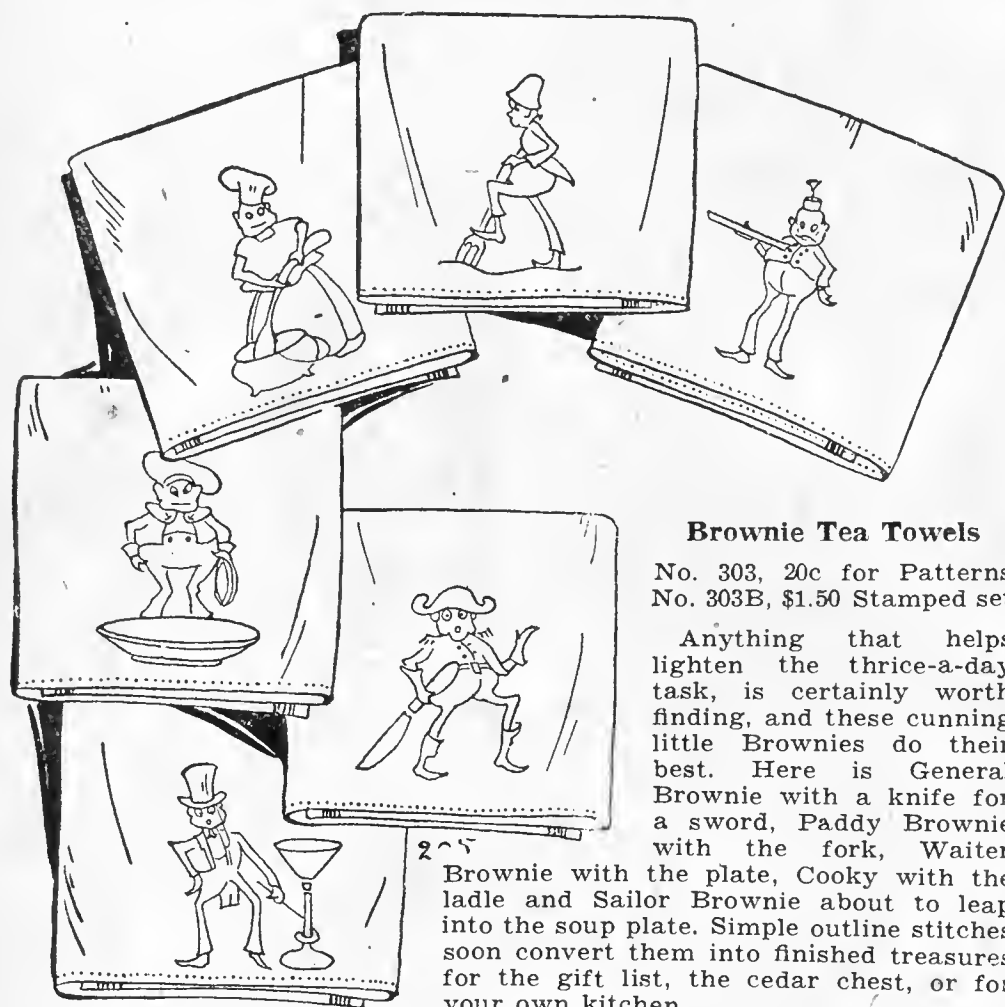 Brownie Tea Towels
No. 303, 20c for Patterns
No. 303B, $1.50 Stamped set
Anything that helps
lighten the thrice-a-day
task, is certainly worth
finding, and these cunning
little Brownies do their
best. Here is General
Brownie with a knife for
a sword, Paddy Brownie
with the fork, Waiter
Brownie with the plate, Cooky with the
ladle and Sailor Brownie about to leap
into the soup plate. Simple outline stitches
soon convert them into finished treasures
for the gift list, the cedar chest, or for
your own kitchen